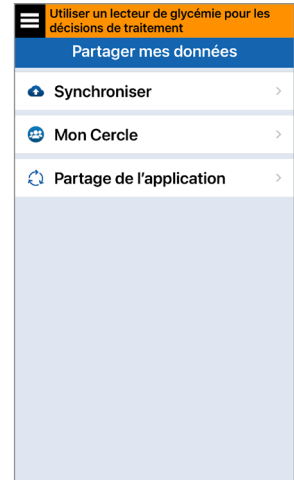 Utiliser un lecteur de glycémie pour les
décisions de traitement
Partager mes données
Synchroniser
Mon Cercle
Partage de l'application